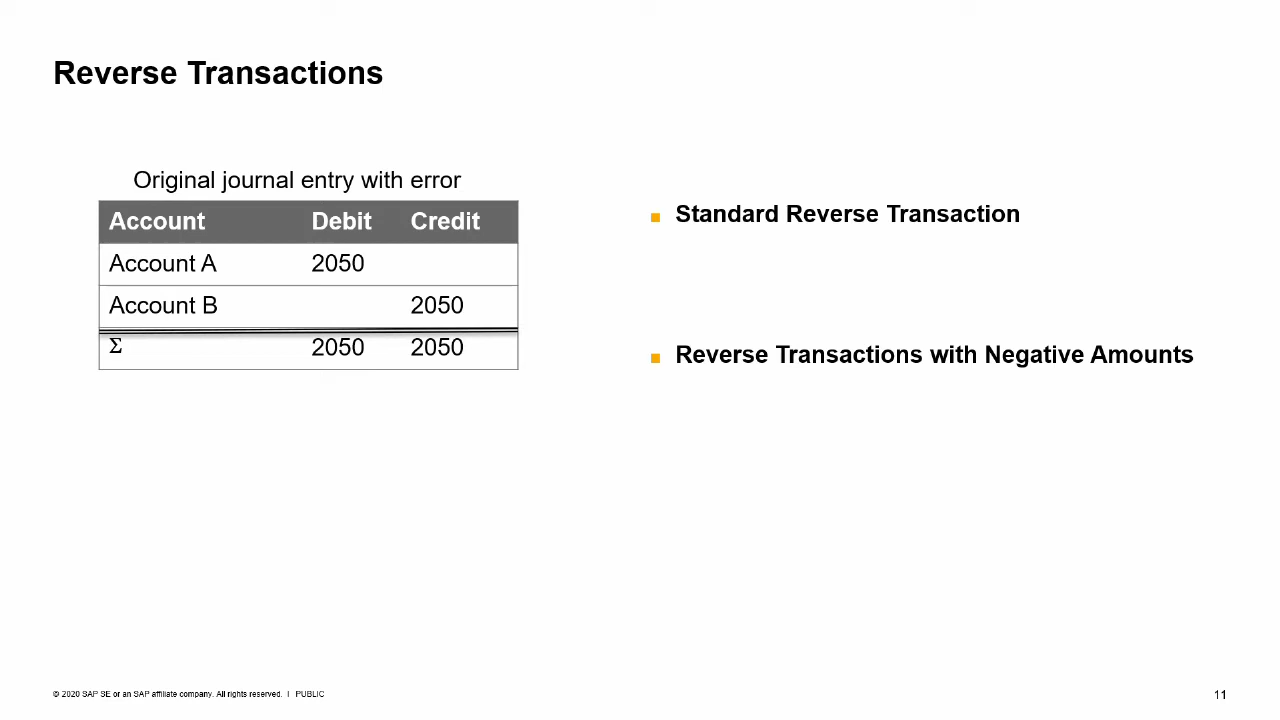 Reverse Transactions
Original journal entry with error
Account Debit Credit
Account A 2050
Account B 2050
Σ 2050 2050
Standard Reverse Transaction
Reverse Transactions with Negative Amounts
© 2020 SAP SE or an SAP affiliate company. All rights reserved. I PUBLIC
11